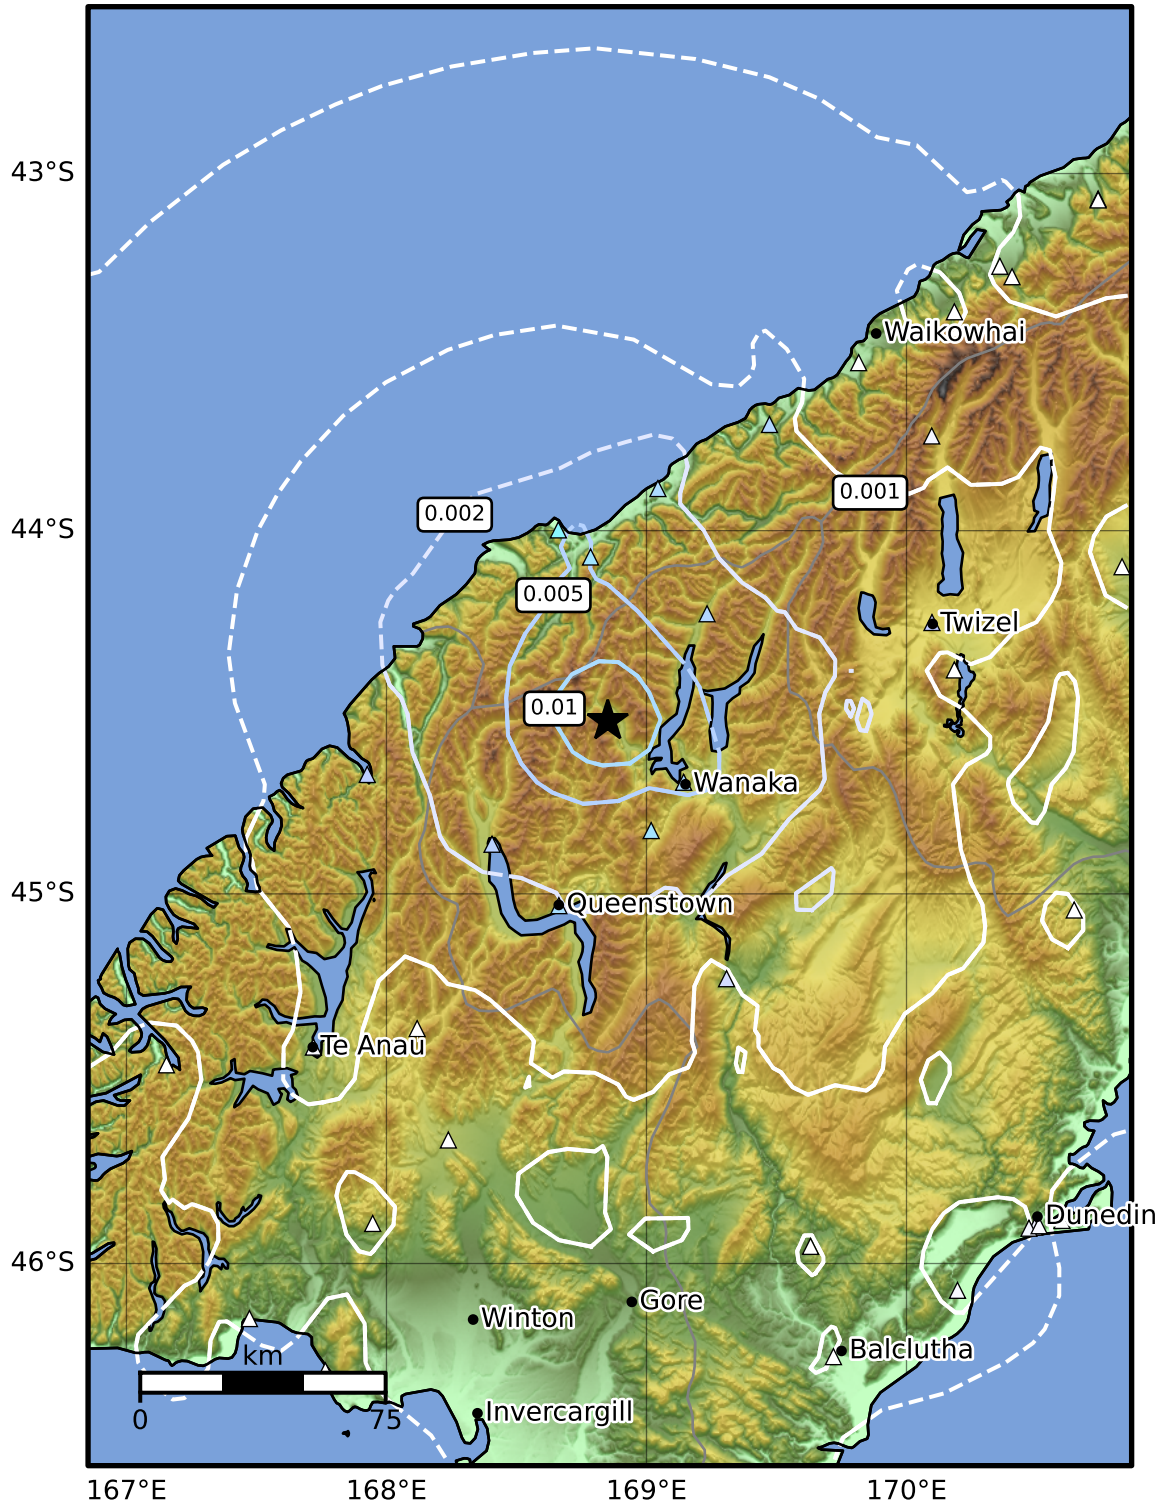 43°S
Waikowhai
0.001
0.002
44°S
0.005
Twizel
0.01
Wanaka
45°S
Queenstown
Te Anau
Dunedin
46°S
Gore
Winton
Balclutha
km
Invercargill
0 75
167°E 168°E 169°E 170°E